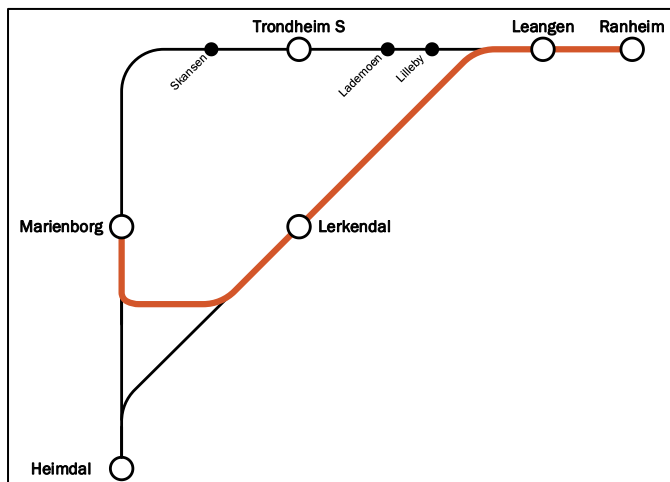 Trondheim S
Leangen
Ranheim
Skansen
Lademoen
Lilleby
Marienborg
Lerkendal
Heimdal